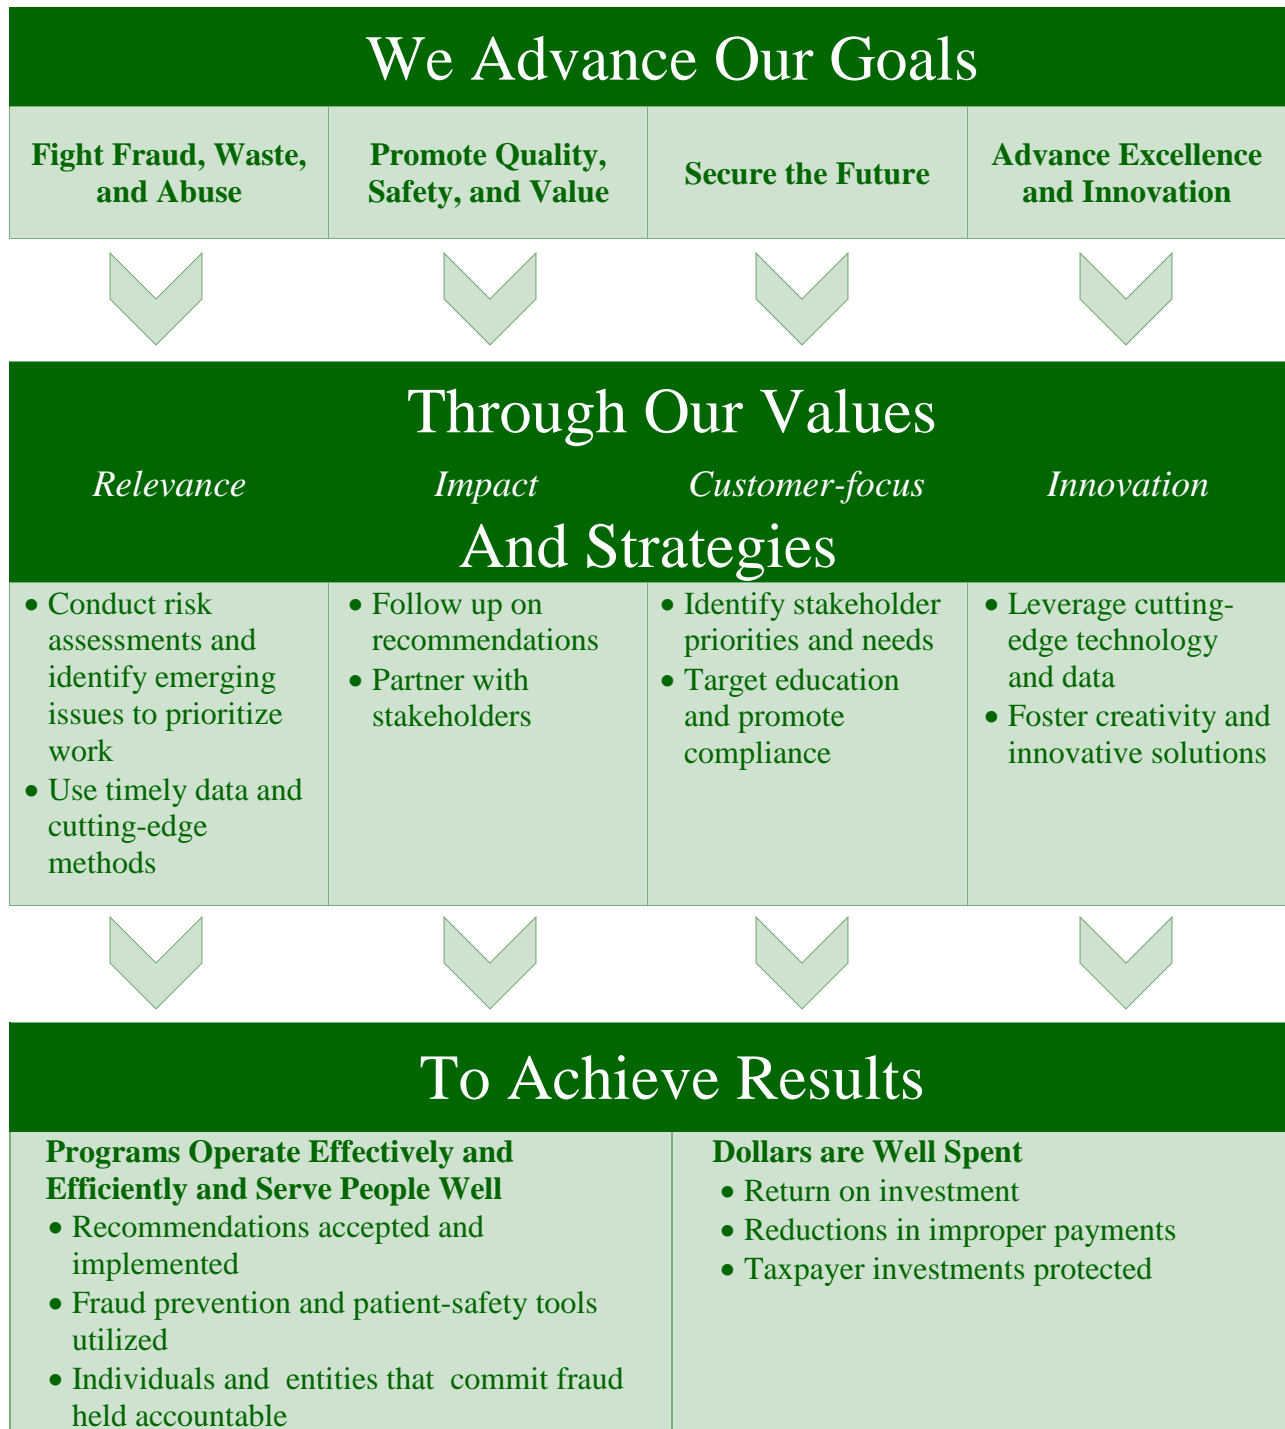 We Advance Our Goals
Fight Fraud, Waste,
and Abuse
Promote Quality,
Safety, and Value
Secure the Future
Advance Excellence
and Innovation
Through Our Values
Relevance
Impact
Customer-focus
Innovation
And Strategies
• Conduct risk
assessments and
identify emerging
issues to prioritize
work
• Use timely data and
cutting-edge
methods
• Follow up on
recommendations
• Partner with
stakeholders
• Identify stakeholder
priorities and needs
• Target education
and promote
compliance
• Leverage cutting-
edge technology
and data
• Foster creativity and
innovative solutions
To Achieve Results
Programs Operate Effectively and
Efficiently and Serve People Well
• Recommendations accepted and
implemented
• Fraud prevention and patient-safety tools
utilized
• Individuals and entities that commit fraud
held accountable
Dollars are Well Spent
• Return on investment
• Reductions in improper payments
• Taxpayer investments protected